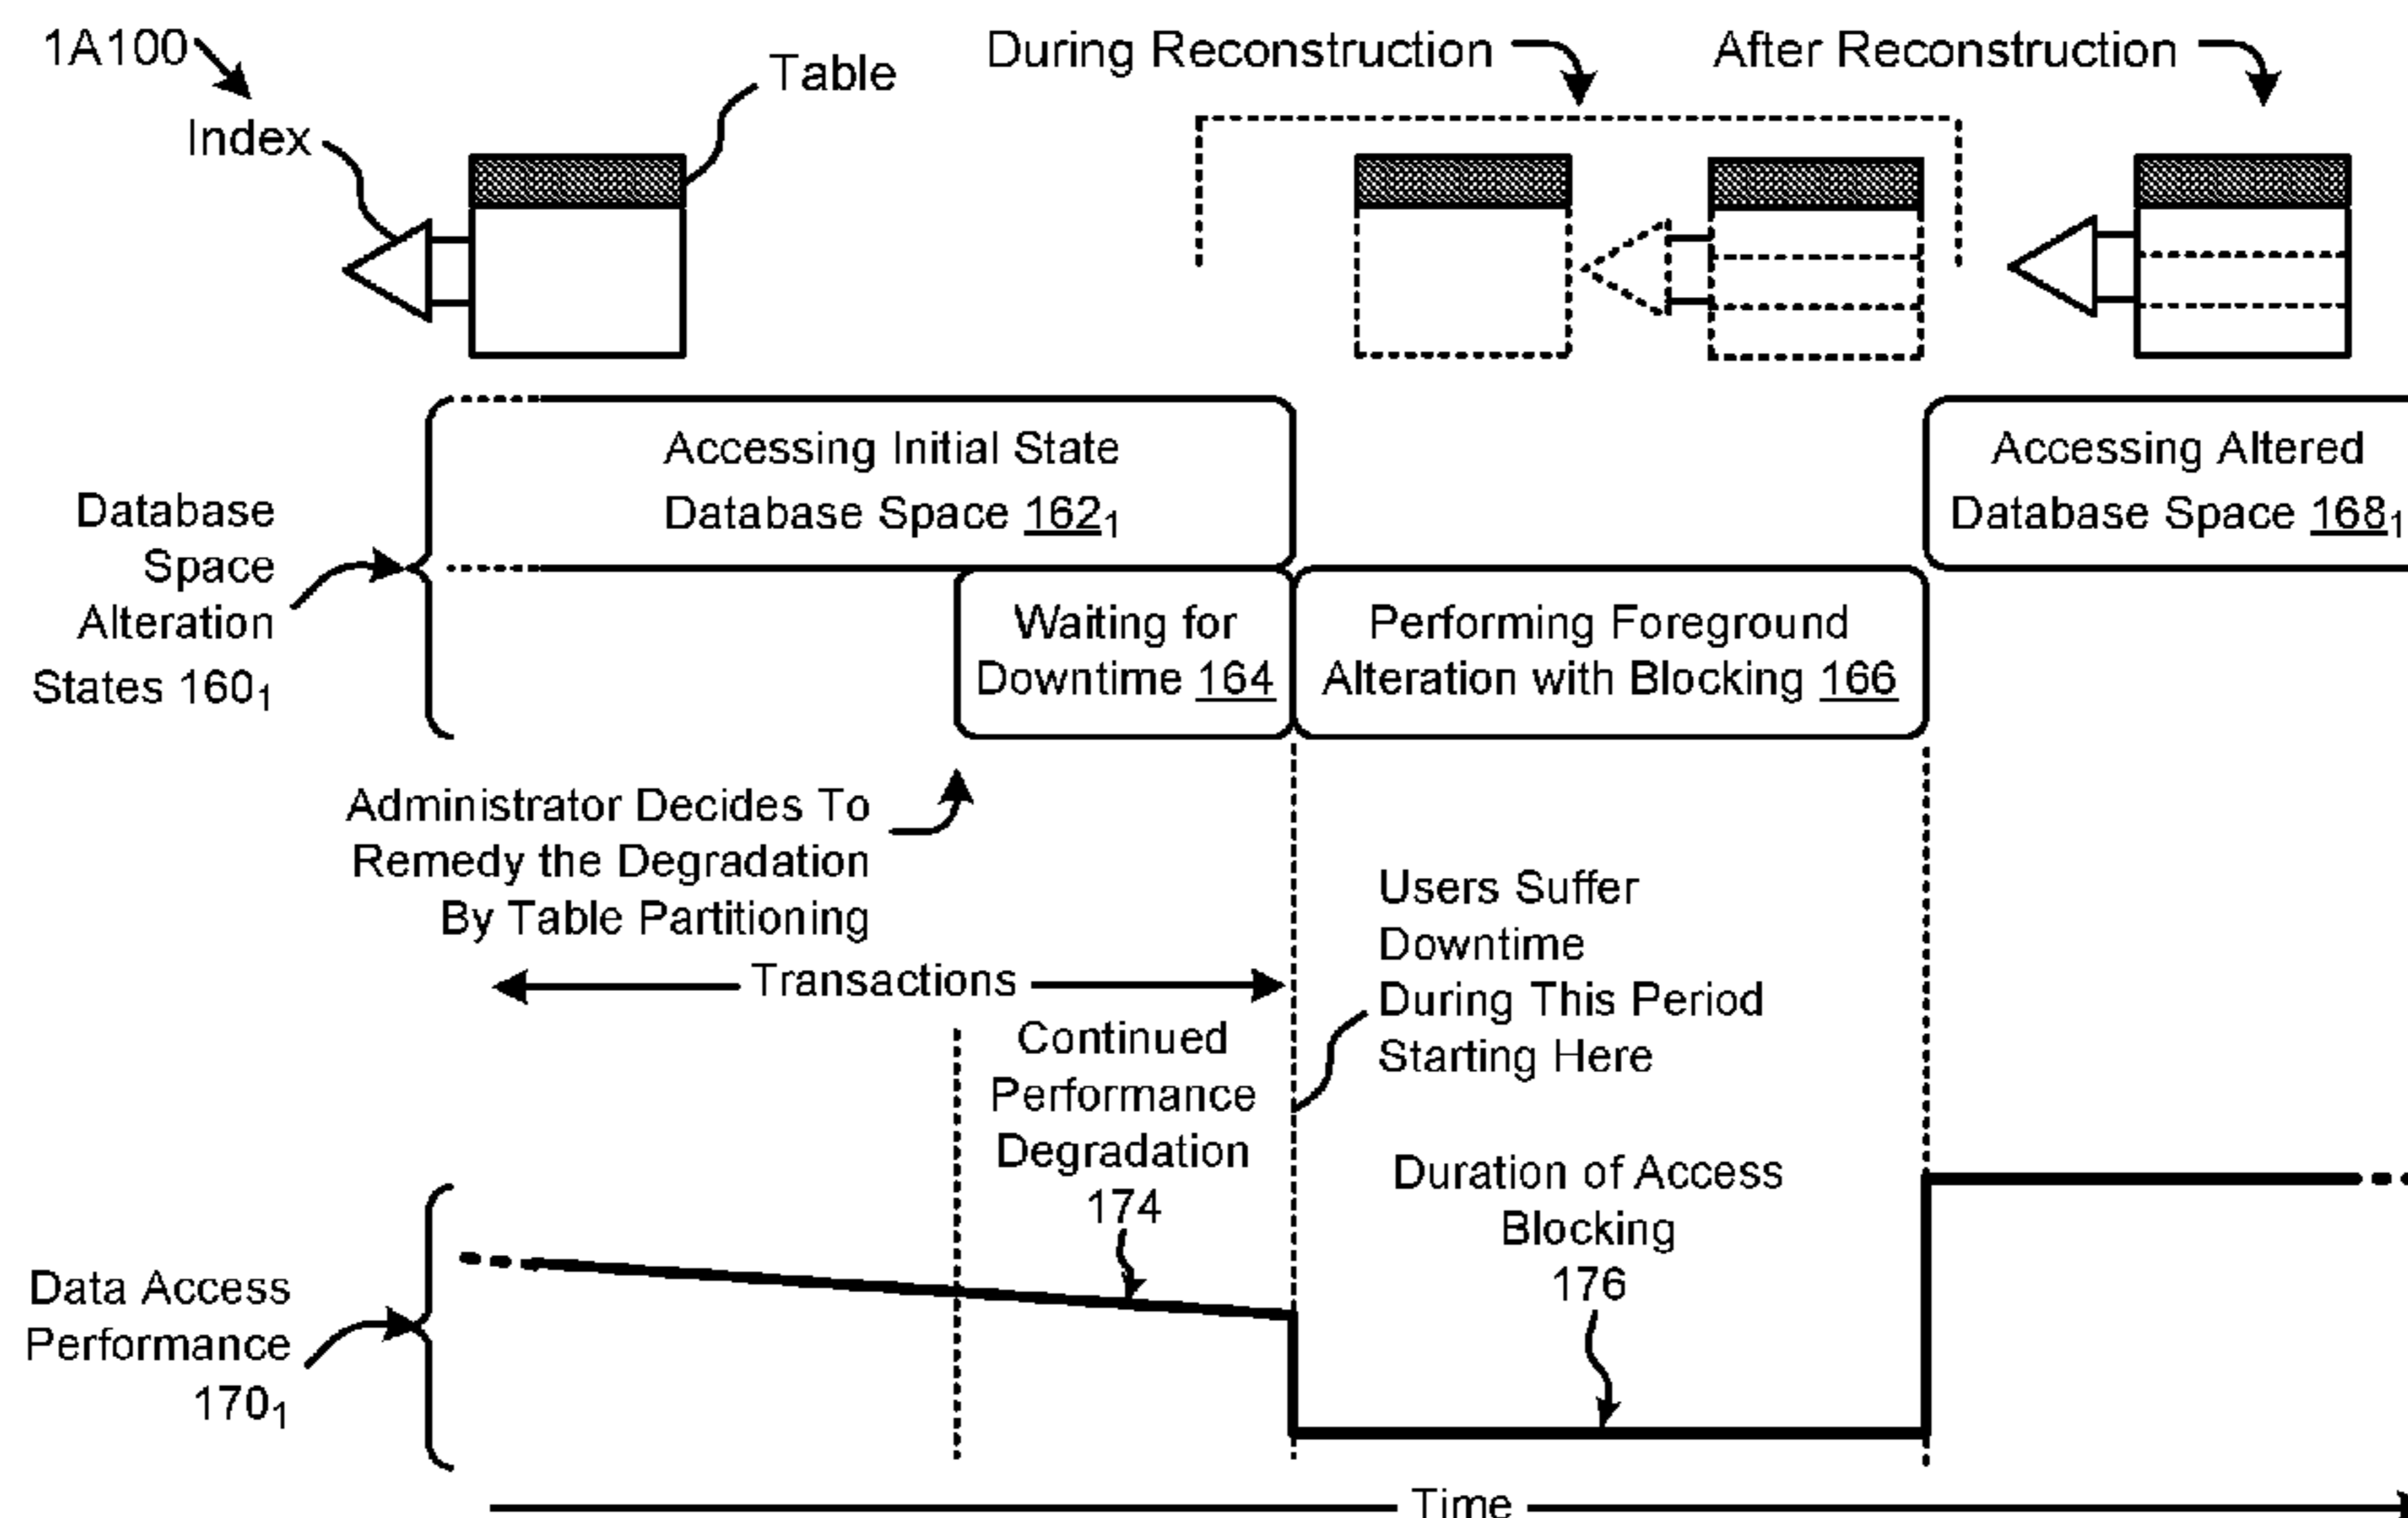 1A100
Index
Table
During Reconstruction
After Reconstruction
Accessing Initial State
Database Space 162₁
Accessing Altered
Database Space 168₁
Database
Space
Alteration
States 160₁
Waiting for
Downtime 164
Performing Foreground
Alteration with Blocking 166
Administrator Decides To
Remedy the Degradation
By Table Partitioning
Transactions
Users Suffer
Downtime
During This Period
Starting Here
Continued
Performance
Degradation
174
Duration of Access
Blocking
176
Data Access
Performance
170₁
Time